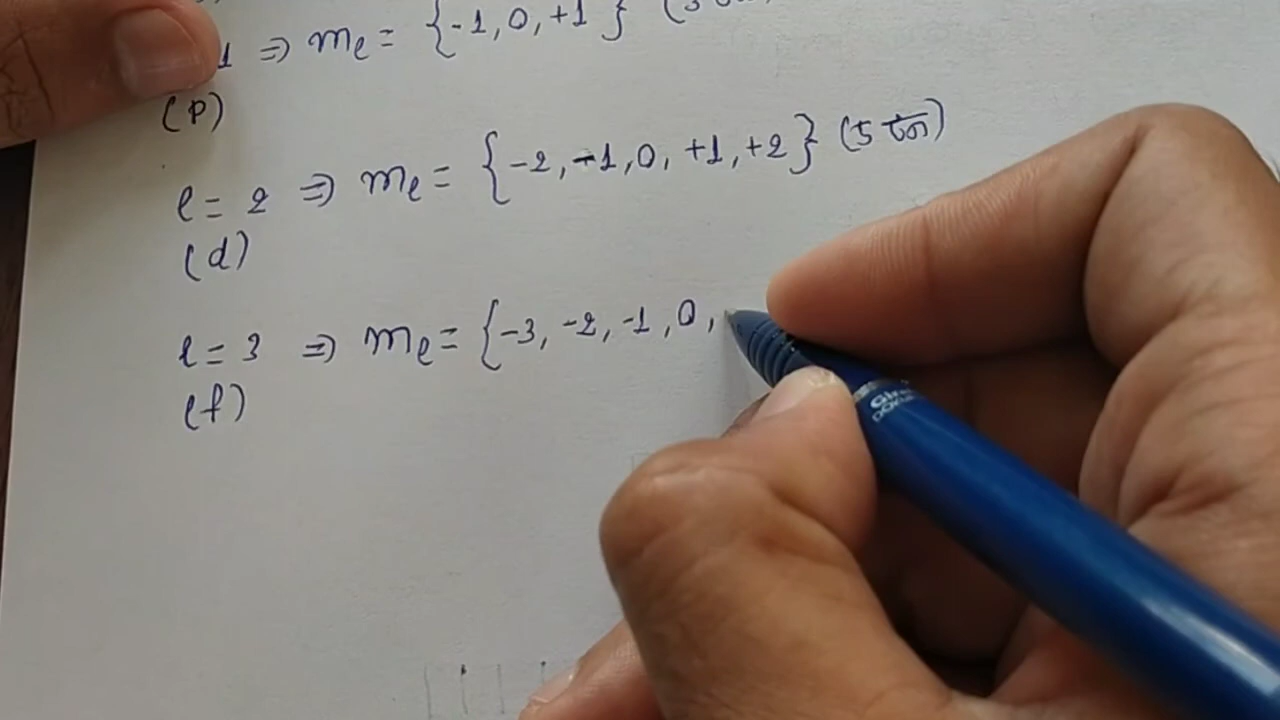 1 ⇒ mₗ = {-1, 0, +1} (3
(p)
l = 2 ⇒ mₗ = {-2, -1, 0, +1, +2} (5 টা)
(d)
l = 3 ⇒ mₗ = {-3, -2, -1, 0,
(f)